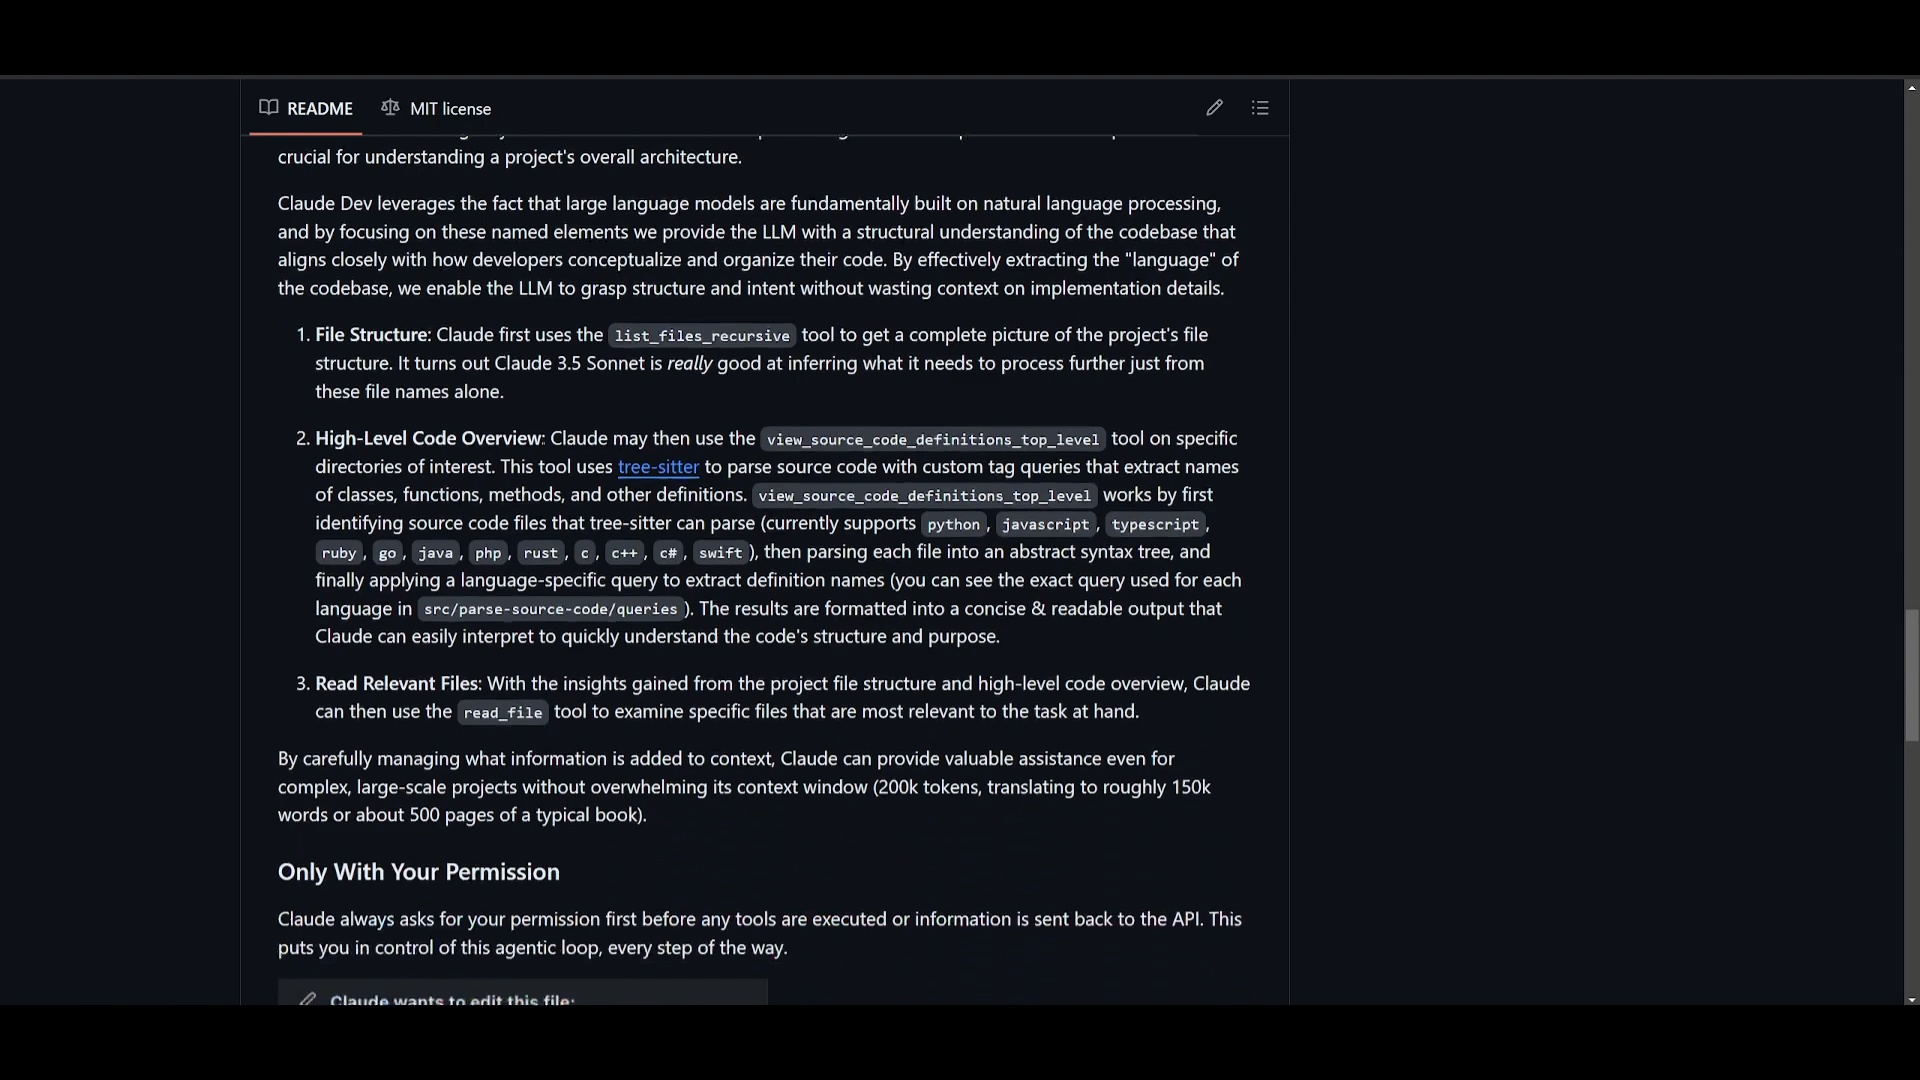 README MIT license
crucial for understanding a project's overall architecture.
Claude Dev leverages the fact that large language models are fundamentally built on natural language processing,
and by focusing on these named elements we provide the LLM with a structural understanding of the codebase that
aligns closely with how developers conceptualize and organize their code. By effectively extracting the "language" of
the codebase, we enable the LLM to grasp structure and intent without wasting context on implementation details.
1. File Structure: Claude first uses the list_files_recursive tool to get a complete picture of the project's file
structure. It turns out Claude 3.5 Sonnet is really good at inferring what it needs to process further just from
these file names alone.
2. High-Level Code Overview: Claude may then use the view_source_code_definitions_top_level tool on specific
directories of interest. This tool uses tree-sitter to parse source code with custom tag queries that extract names
of classes, functions, methods, and other definitions. view_source_code_definitions_top_level works by first
identifying source code files that tree-sitter can parse (currently supports python, javascript, typescript,
ruby, go, java, php, rust, c, c++, c#, swift), then parsing each file into an abstract syntax tree, and
finally applying a language-specific query to extract definition names (you can see the exact query used for each
language in src/parse-source-code/queries). The results are formatted into a concise & readable output that
Claude can easily interpret to quickly understand the code's structure and purpose.
3. Read Relevant Files: With the insights gained from the project file structure and high-level code overview, Claude
can then use the read_file tool to examine specific files that are most relevant to the task at hand.
By carefully managing what information is added to context, Claude can provide valuable assistance even for
complex, large-scale projects without overwhelming its context window (200k tokens, translating to roughly 150k
words or about 500 pages of a typical book).
Only With Your Permission
Claude always asks for your permission first before any tools are executed or information is sent back to the API. This
puts you in control of this agentic loop, every step of the way.
Claude wants to edit this file: